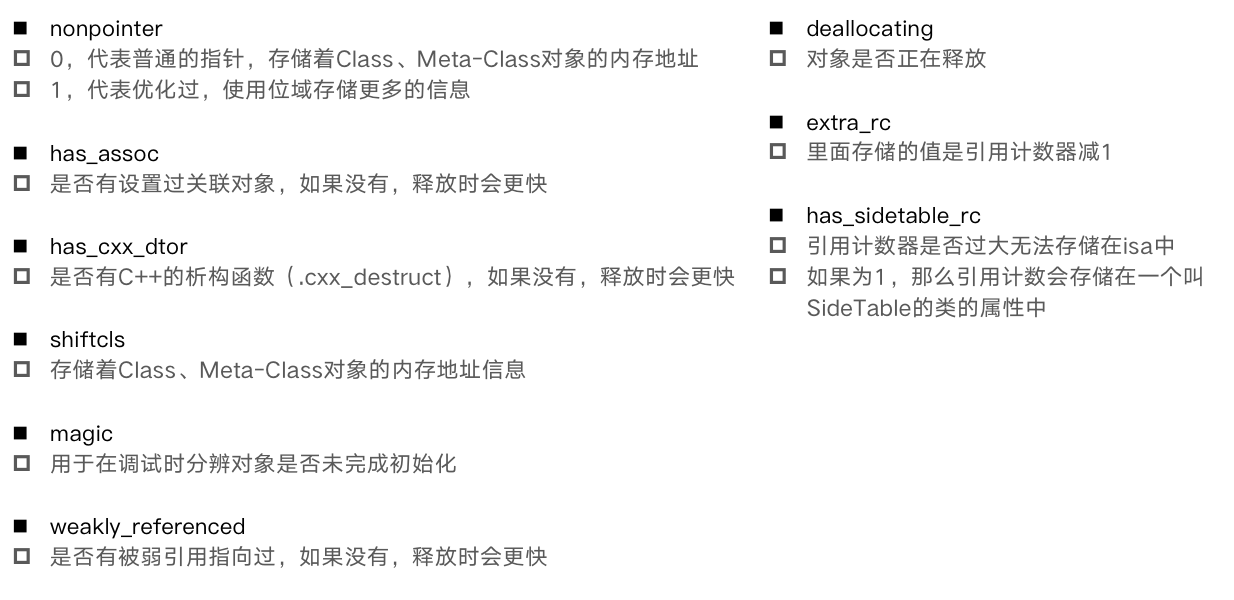 nonpointer
0，代表普通的指针，存储着Class、Meta-Class对象的内存地址
1，代表优化过，使用位域存储更多的信息
has_assoc
是否有设置过关联对象，如果没有，释放时会更快
has_cxx_dtor
是否有C++的析构函数（.cxx_destruct），如果没有，释放时会更快
shiftcls
存储着Class、Meta-Class对象的内存地址信息
magic
用于在调试时分辨对象是否未完成初始化
weakly_referenced
是否有被弱引用指向过，如果没有，释放时会更快
deallocating
对象是否正在释放
extra_rc
里面存储的值是引用计数器减1
has_sidetable_rc
引用计数器是否过大无法存储在isa中
如果为1，那么引用计数会存储在一个叫
SideTable的类的属性中